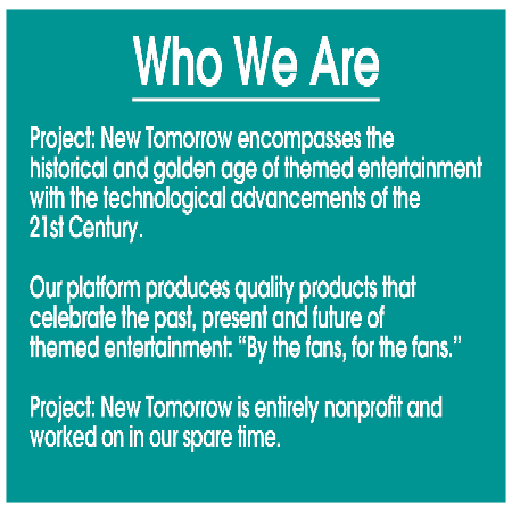 Who We Are
Project: New Tomorrow encompasses the
historical and golden age of themed entertainment
with the technological advancements of the
21st Century.
Our platform produces quality products that
celebrate the past, present and future of
themed entertainment: “By the fans, for the fans.”
Project: New Tomorrow is entirely nonprofit and
worked on in our spare time.